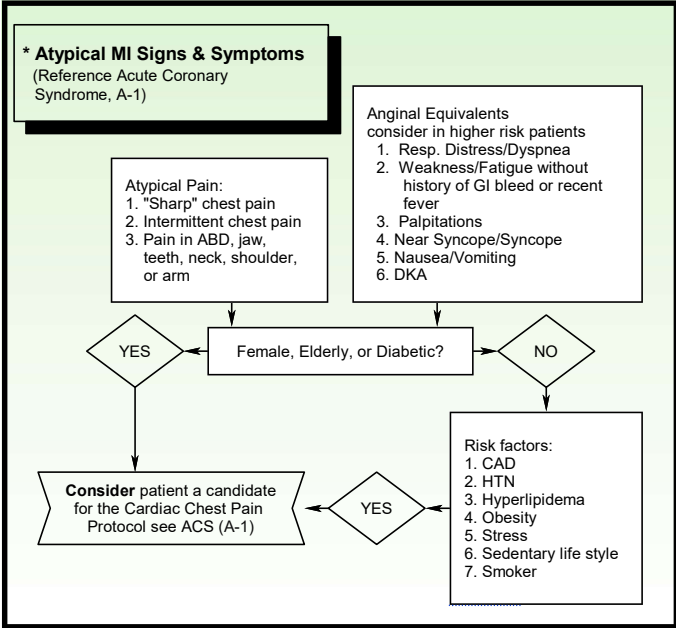 * Atypical MI Signs & Symptoms
(Reference Acute Coronary
Syndrome, A-1)
Anginal Equivalents
consider in higher risk patients
1. Resp. Distress/Dyspnea
2. Weakness/Fatigue without
history of GI bleed or recent
fever
3. Palpitations
4. Near Syncope/Syncope
5. Nausea/Vomiting
6. DKA
Atypical Pain:
1. "Sharp" chest pain
2. Intermittent chest pain
3. Pain in ABD, jaw,
teeth, neck, shoulder,
or arm
YES
Female, Elderly, or Diabetic?
NO
Risk factors:
1. CAD
2. HTN
3. Hyperlipidema
4. Obesity
5. Stress
6. Sedentary life style
7. Smoker
YES
Consider patient a candidate
for the Cardiac Chest Pain
Protocol see ACS (A-1)